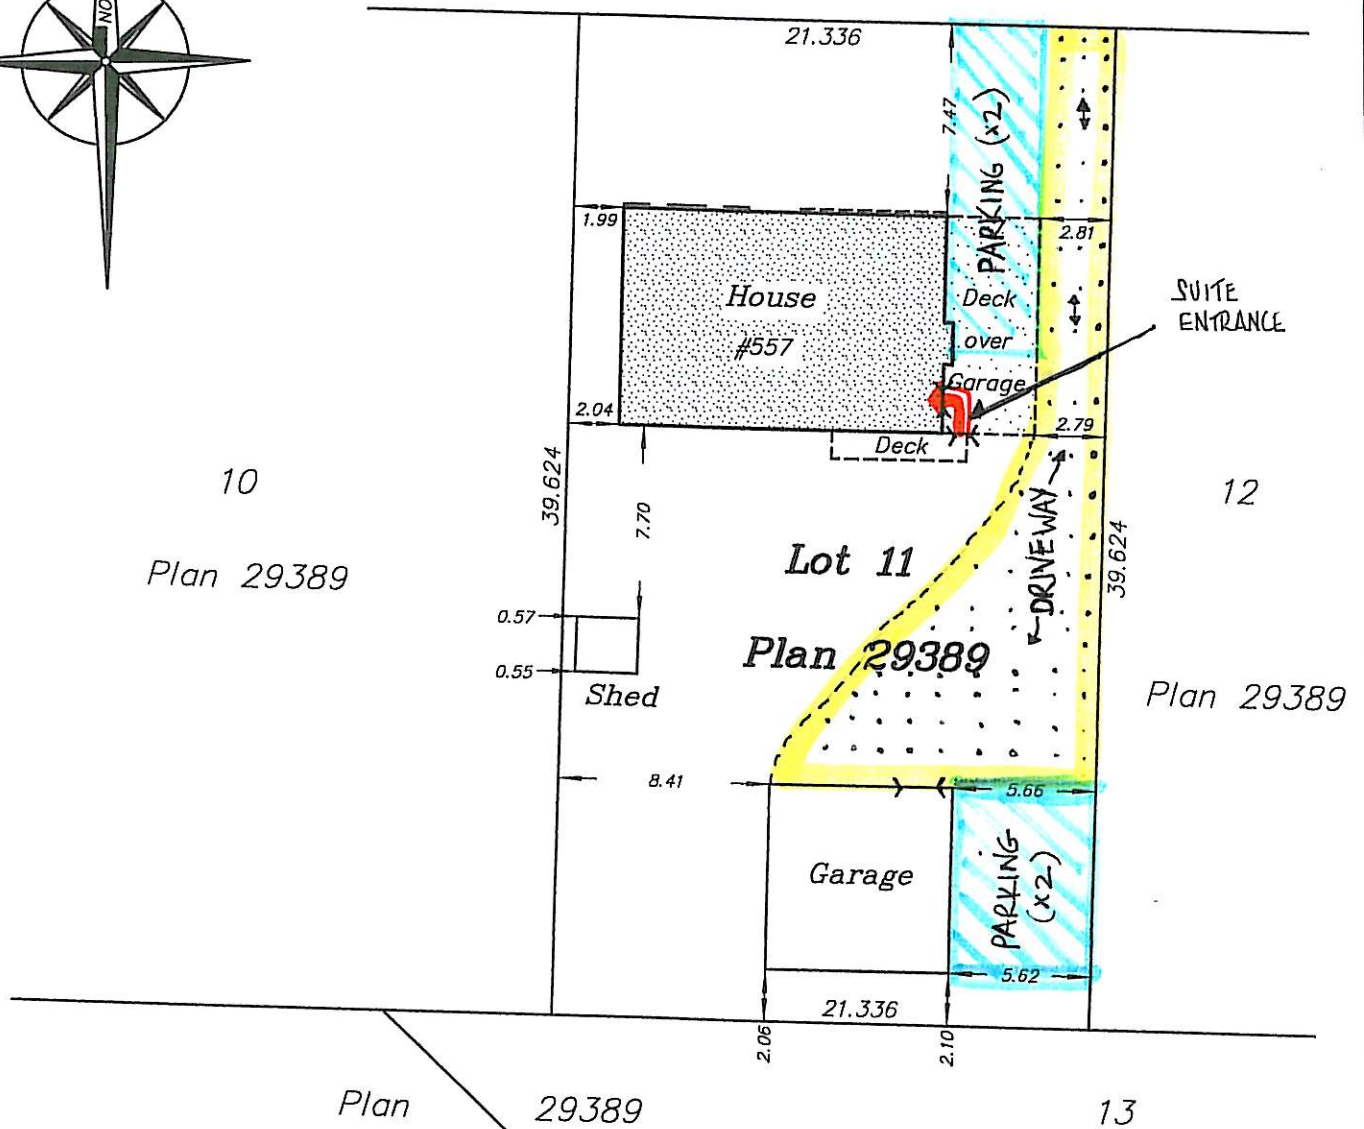 NO
21.336
7.47
PARKING (x2)
1.99
2.81
House
#557
Deck
over
Garage
SUITE
ENTRANCE
2.04
2.79
Deck
10
Plan 29389
39.624
7.70
Lot 11
Plan 29389
DRIVEWAY
39.624
12
Plan 29389
0.57
0.55
Shed
8.41
5.66
Garage
PARKING
(x2)
5.62
21.336
2.06
2.10
Plan 29389
13